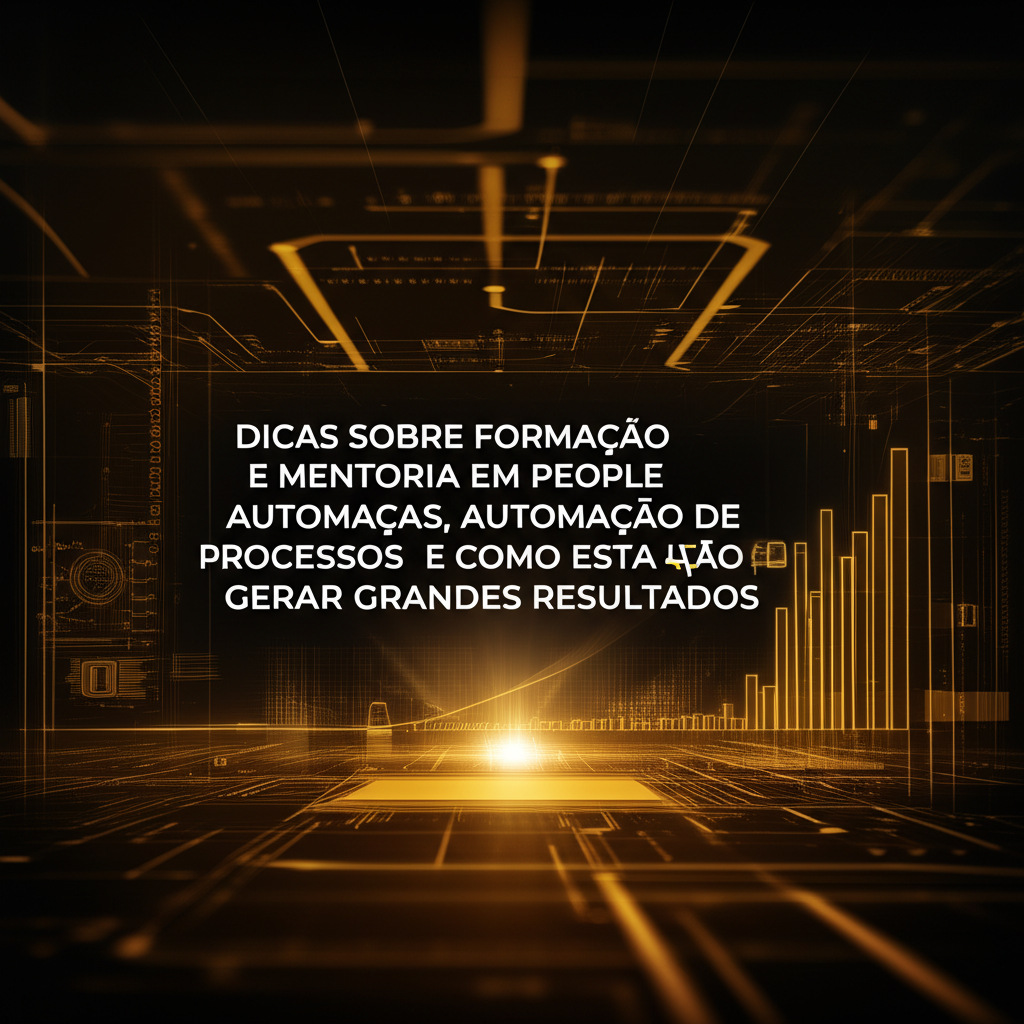 DICAS SOBRE FORMAÇÃO
E MENTORIA EM PEOPLE
AUTOMAÇAS, AUTOMAÇÃO DE
PROCESSOS E COMO ESTA
GERAR GRANDES RESULTADOS